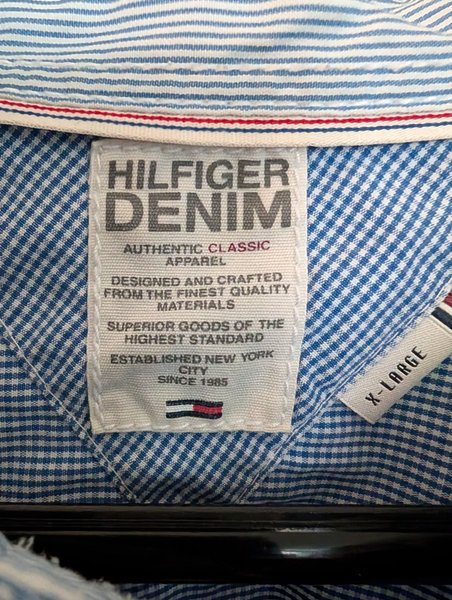 HILFIGER
DENIM
AUTHENTIC CLASSIC
APPAREL
DESIGNED AND CRAFTED
FROM THE FINEST QUALITY
MATERIALS
SUPERIOR GOODS OF THE
HIGHEST STANDARD
ESTABLISHED NEW YORK
CITY
SINCE 1985
X-LARGE